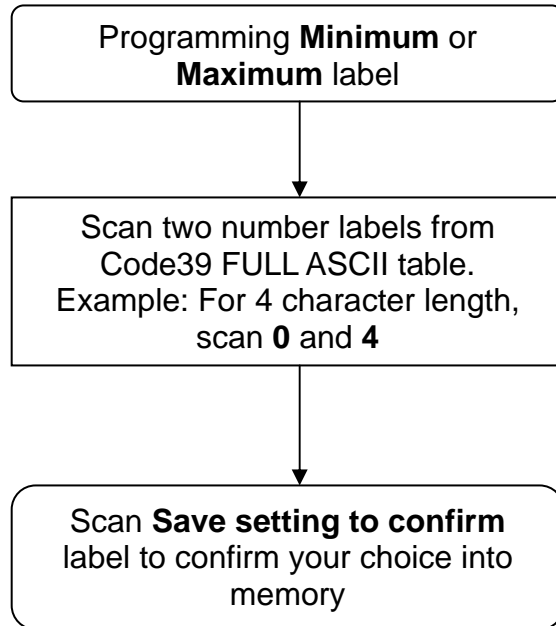 Programming Minimum or
Maximum label
Scan two number labels from
Code39 FULL ASCII table.
Example: For 4 character length,
scan 0 and 4
Scan Save setting to confirm
label to confirm your choice into
memory